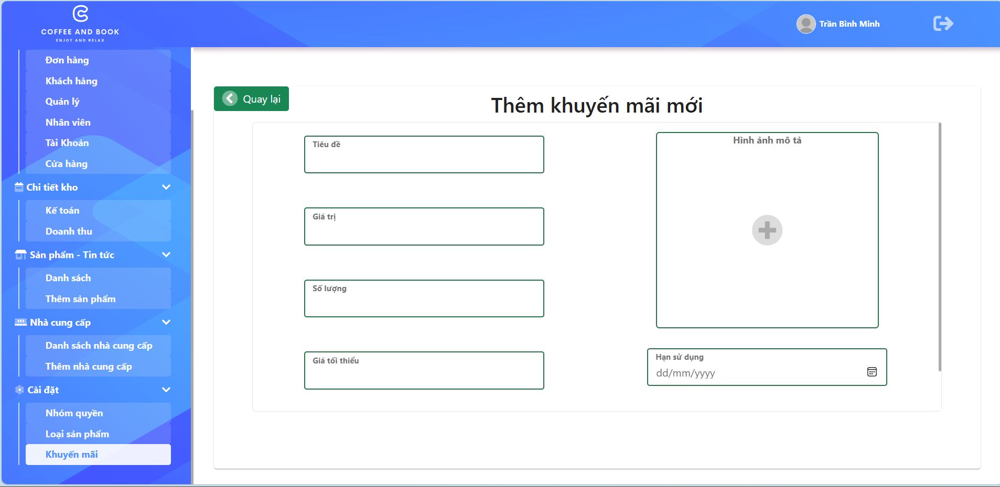 COFFEE AND BOOK
ENJOY AND RELAX
Trần Bình Minh
Đơn hàng
Khách hàng
Quản lý
Nhân viên
Tài Khoản
Cửa hàng
Chi tiết kho
Kế toán
Doanh thu
Sản phẩm - Tin tức
Danh sách
Thêm sản phẩm
Nhà cung cấp
Danh sách nhà cung cấp
Thêm nhà cung cấp
Cài đặt
Nhóm quyền
Loại sản phẩm
Khuyến mãi
Quay lại
Thêm khuyến mãi mới
Tiêu đề
Giá trị
Số lượng
Giá tối thiểu
Hình ảnh mô tả
Hạn sử dụng
dd/mm/yyyy